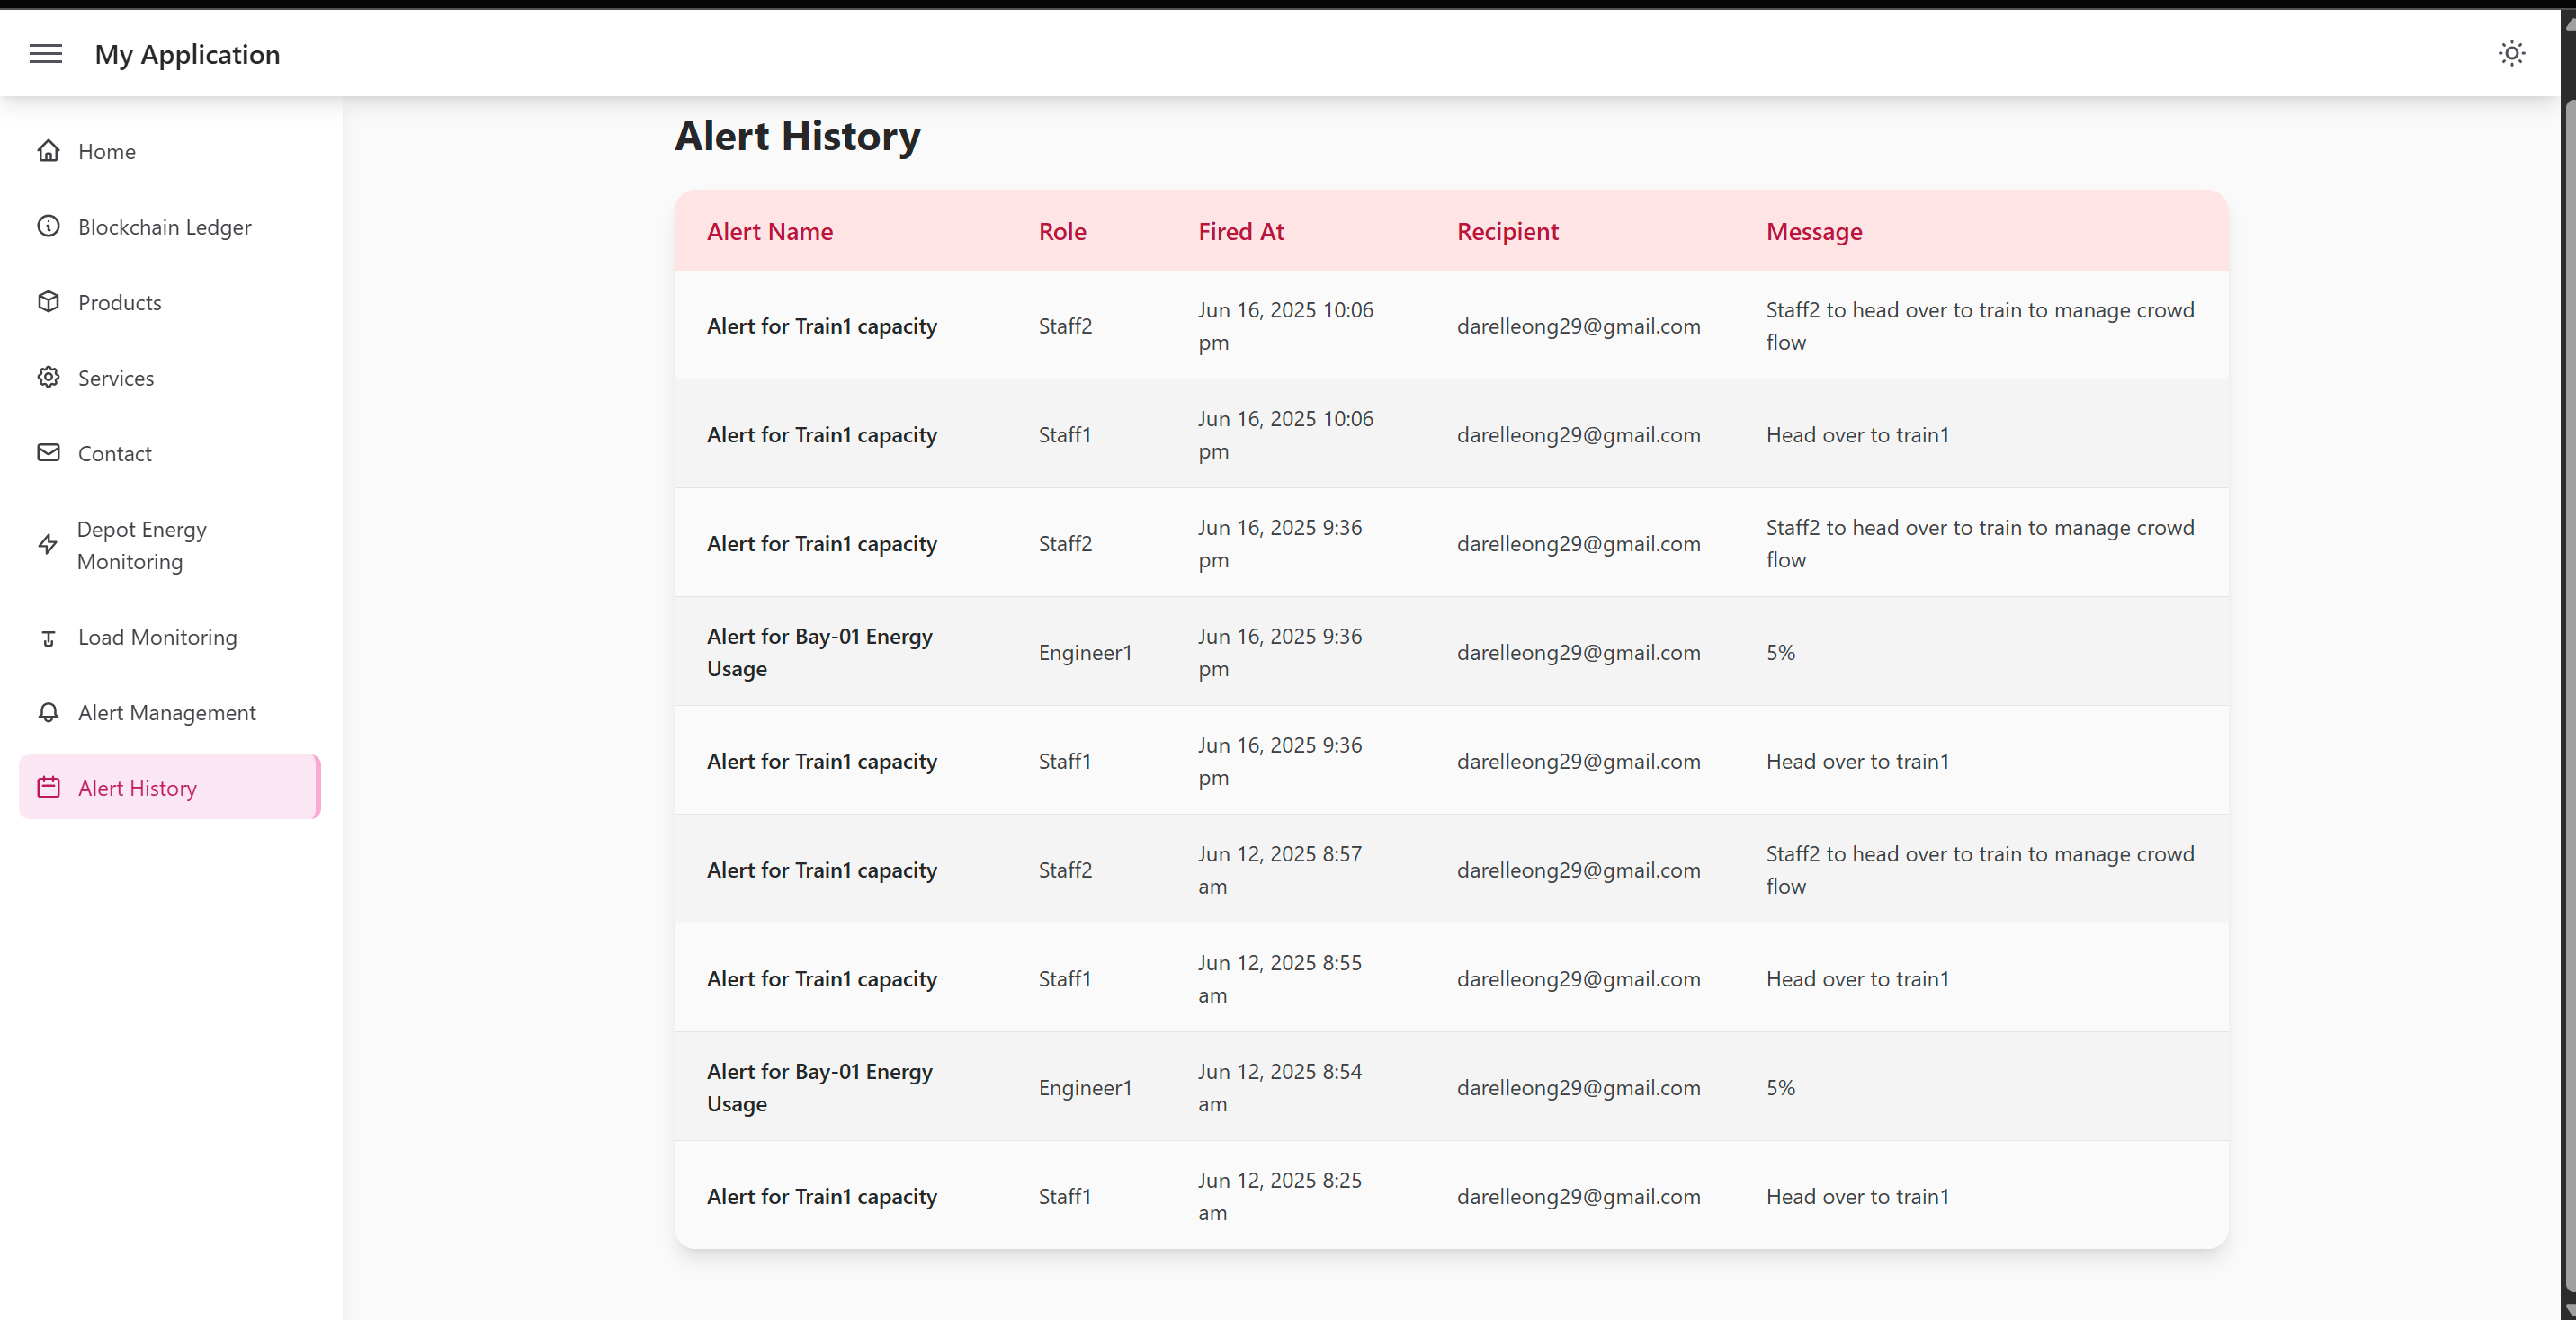 My Application
Home
Blockchain Ledger
Products
Services
Contact
Depot Energy
Monitoring
Load Monitoring
Alert Management
Alert History
Alert History
Alert Name Role Fired At Recipient Message
Alert for Train1 capacity Staff2 Jun 16, 2025 10:06 pm darelleong29@gmail.com Staff2 to head over to train to manage crowd flow
Alert for Train1 capacity Staff1 Jun 16, 2025 10:06 pm darelleong29@gmail.com Head over to train1
Alert for Train1 capacity Staff2 Jun 16, 2025 9:36 pm darelleong29@gmail.com Staff2 to head over to train to manage crowd flow
Alert for Bay-01 Energy Usage Engineer1 Jun 16, 2025 9:36 pm darelleong29@gmail.com 5%
Alert for Train1 capacity Staff1 Jun 16, 2025 9:36 pm darelleong29@gmail.com Head over to train1
Alert for Train1 capacity Staff2 Jun 12, 2025 8:57 am darelleong29@gmail.com Staff2 to head over to train to manage crowd flow
Alert for Train1 capacity Staff1 Jun 12, 2025 8:55 am darelleong29@gmail.com Head over to train1
Alert for Bay-01 Energy Usage Engineer1 Jun 12, 2025 8:54 am darelleong29@gmail.com 5%
Alert for Train1 capacity Staff1 Jun 12, 2025 8:25 am darelleong29@gmail.com Head over to train1